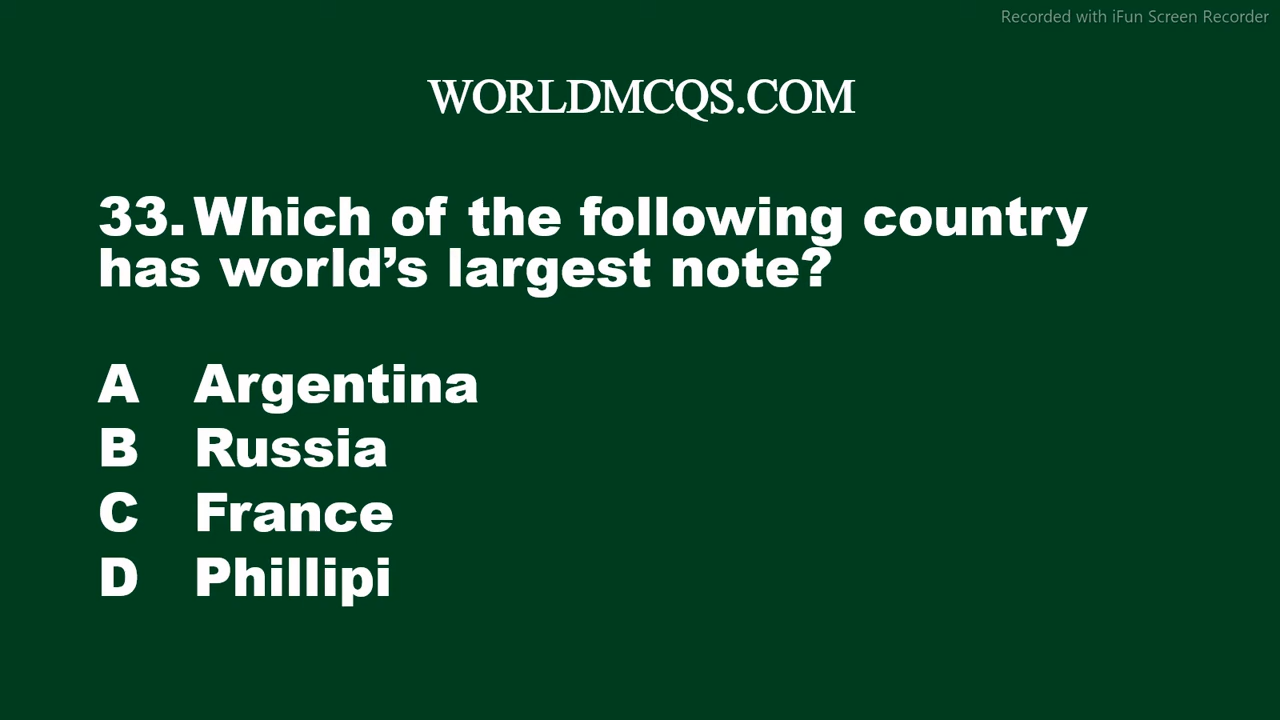 Recorded with iFun Screen Recorder
WORLDMCQS.COM
33. Which of the following country
has world’s largest note?
A Argentina
B Russia
C France
D Phillipi